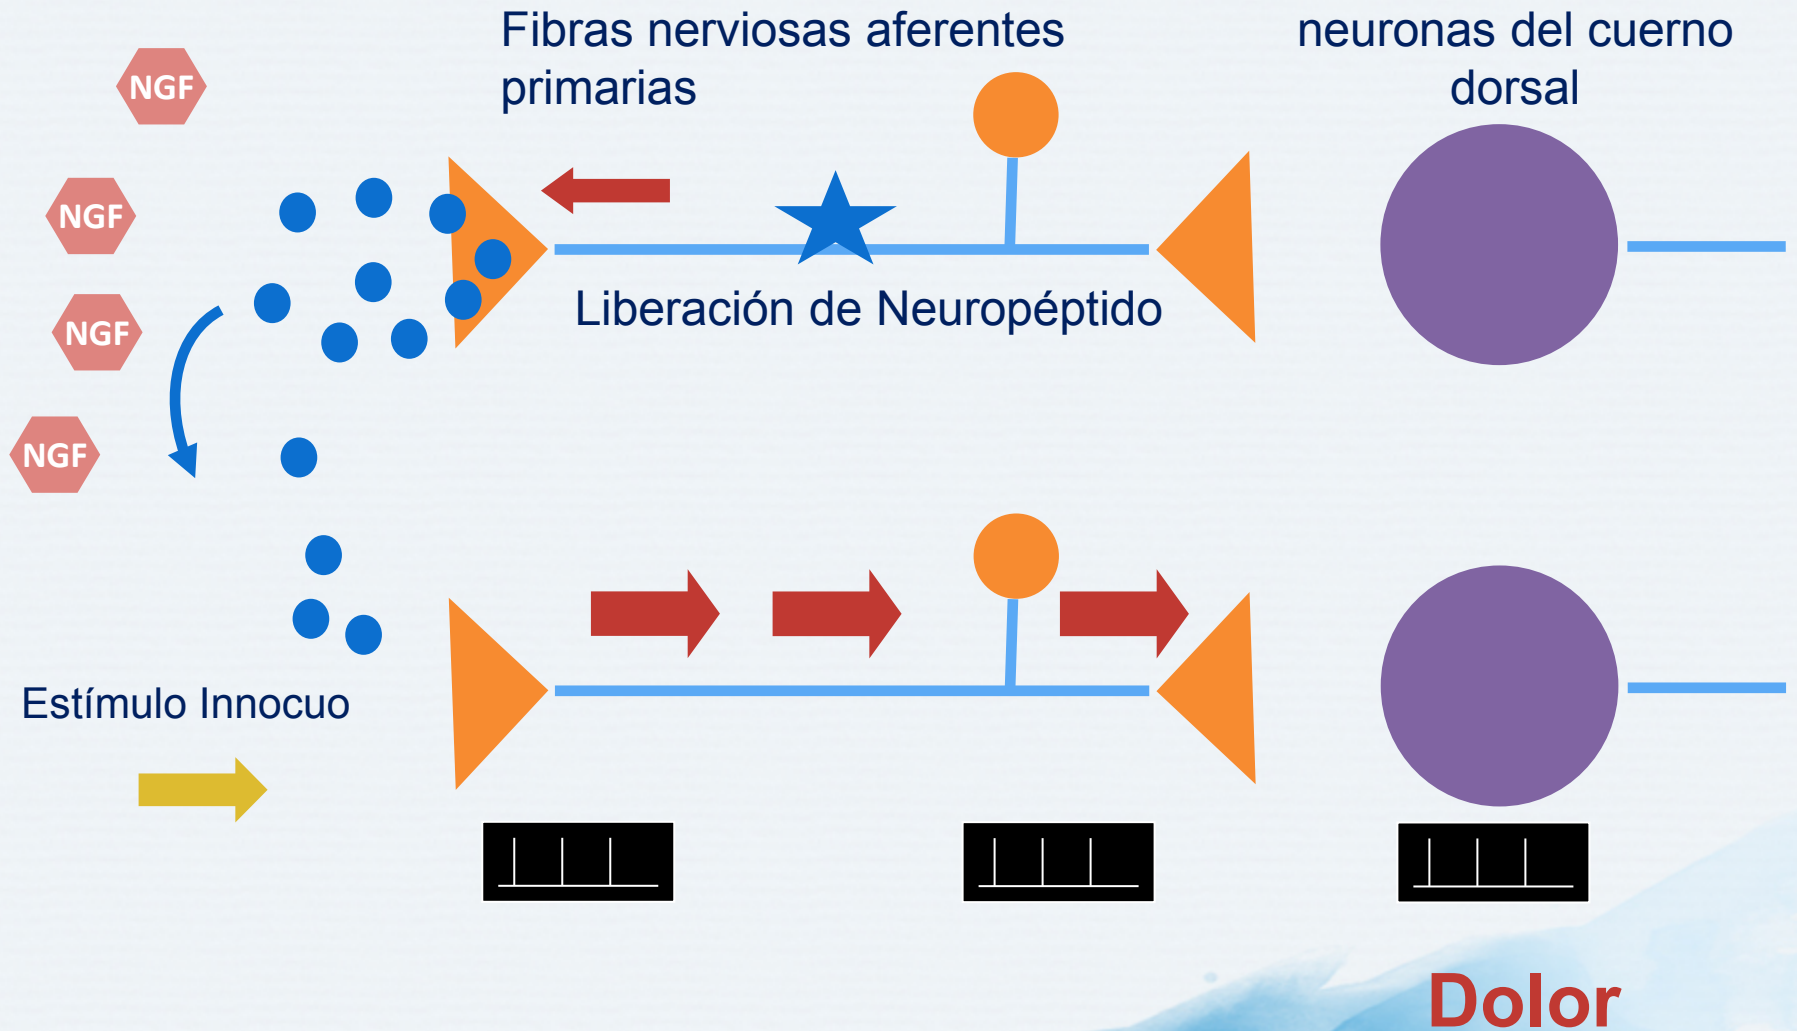 Fibras nerviosas aferentes
primarias
neuronas del cuerno
dorsal
NGF
NGF
NGF
NGF
Liberación de Neuropéptido
Estímulo Innocuo
Dolor